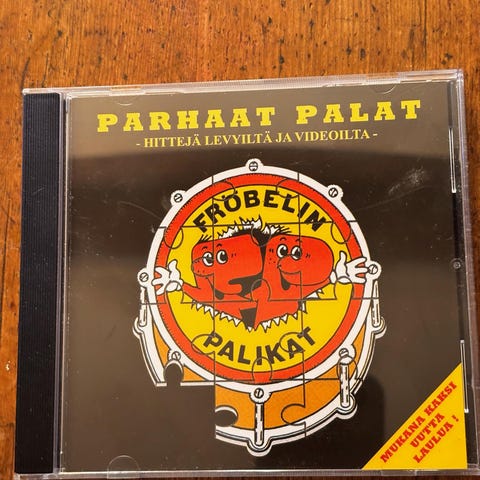 PARHAAT PALAT
- HITTEJÄ LEVYILTÄ JA VIDEOILTA -
FRÖBELIN
PALIKAT
MUKANA KAKSI
UUTTA
LAULUA !